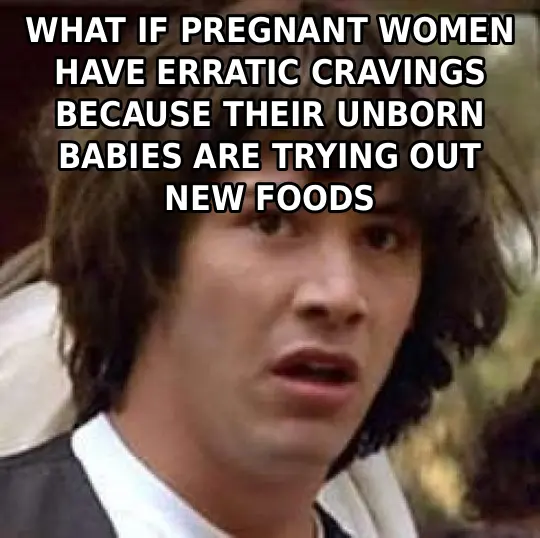 WHAT IF PREGNANT WOMEN
HAVE ERRATIC CRAVINGS
BECAUSE THEIR UNBORN
BABIES ARE TRYING OUT
NEW FOODS